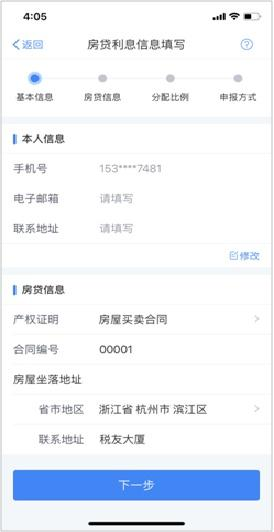 4:05
返回 房贷利息信息填写
基本信息 房贷信息 分配比例 申报方式
本人信息
手机号 153****7481
电子邮箱 请填写
联系地址 请填写
修改
房贷信息
产权证明 房屋买卖合同
合同编号 00001
房屋坐落地址
省市地区 浙江省 杭州市 滨江区
联系地址 税友大厦
下一步